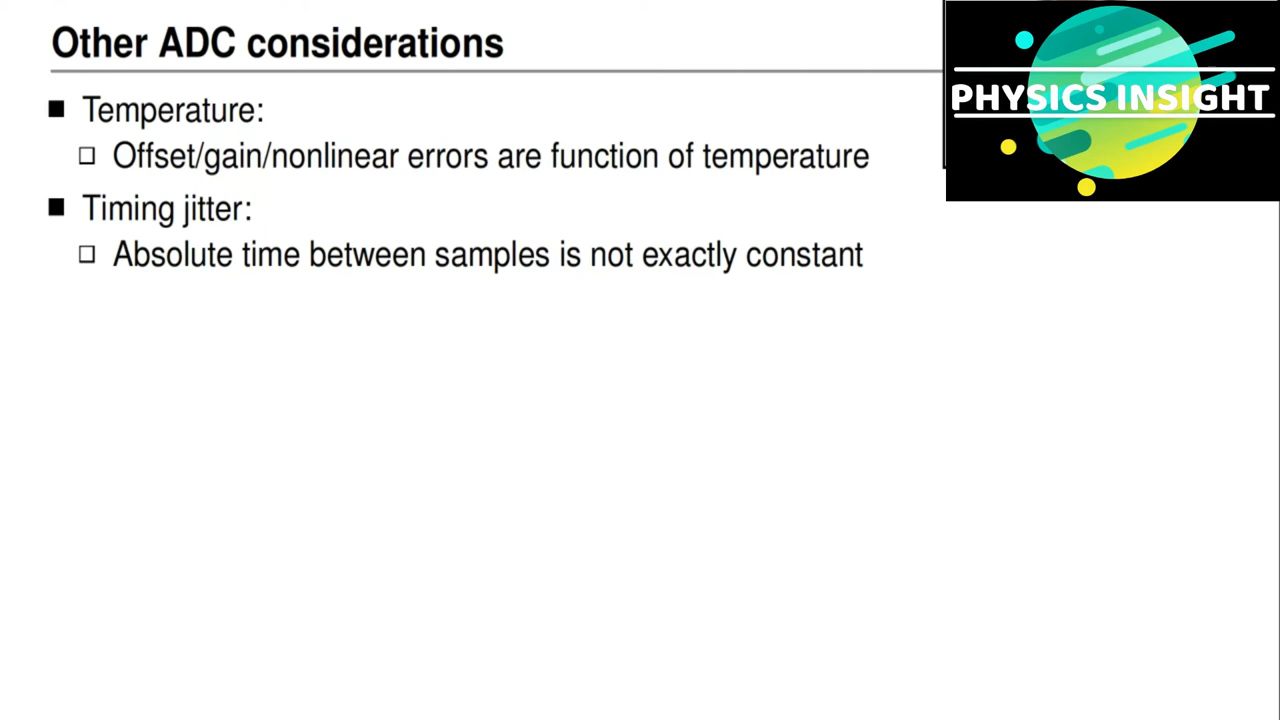 Other ADC considerations
PHYSICS INSIGHT
Temperature:
Offset/gain/nonlinear errors are function of temperature
Timing jitter:
Absolute time between samples is not exactly constant